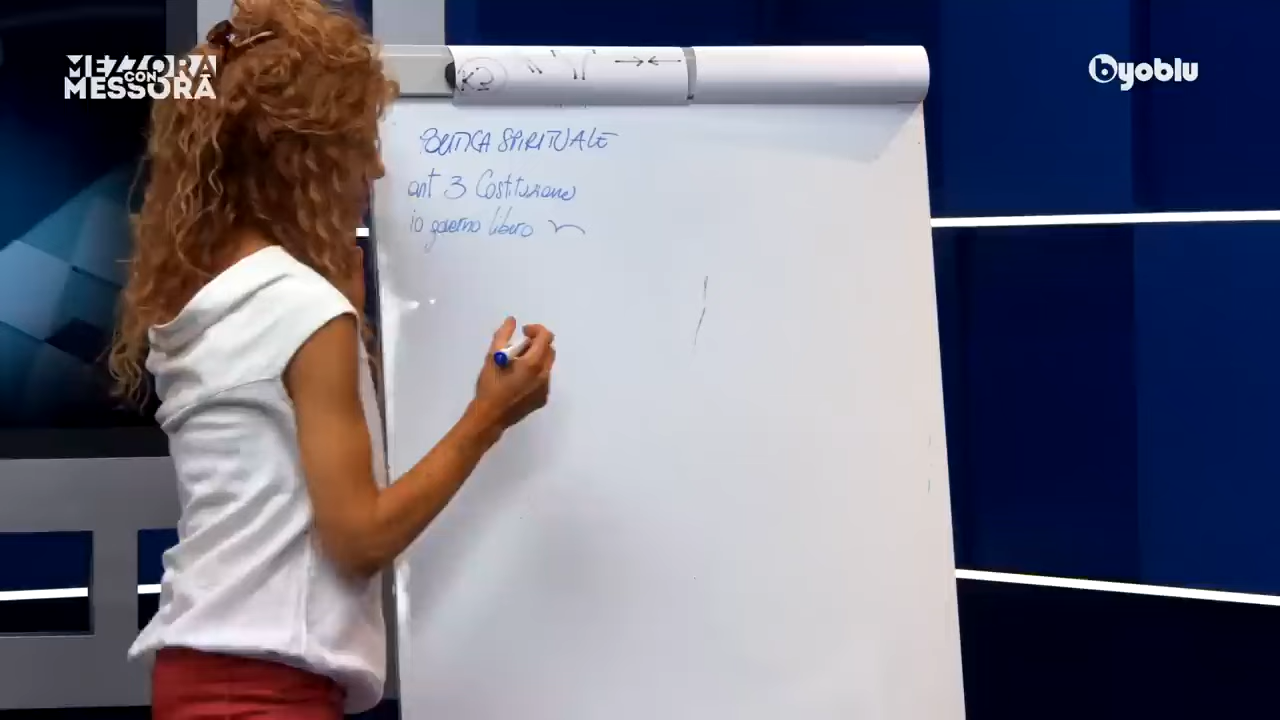 MEZZORA
CON
MESSORA
byoblu
POLITICA SPIRITUALE
art 3 Costituzione
io governo libero